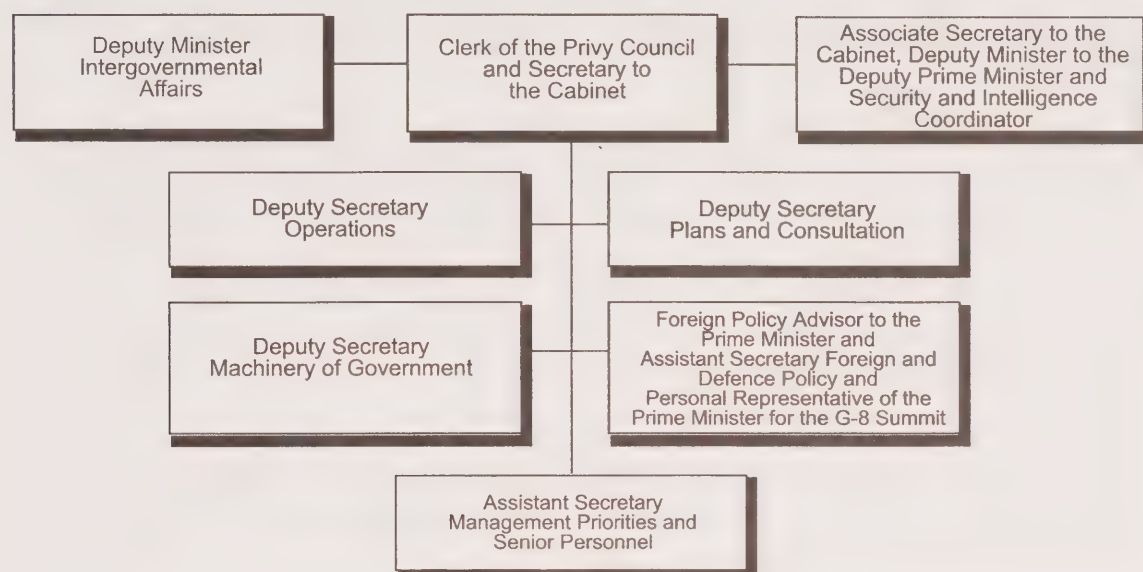 Deputy Minister
Intergovernmental
Affairs
Clerk of the Privy Council
and Secretary to
the Cabinet
Associate Secretary to the
Cabinet, Deputy Minister to the
Deputy Prime Minister and
Security and Intelligence
Coordinator
Deputy Secretary
Operations
Deputy Secretary
Plans and Consultation
Deputy Secretary
Machinery of Government
Foreign Policy Advisor to the
Prime Minister and
Assistant Secretary Foreign and
Defence Policy and
Personal Representative of the
Prime Minister for the G-8 Summit
Assistant Secretary
Management Priorities and
Senior Personnel